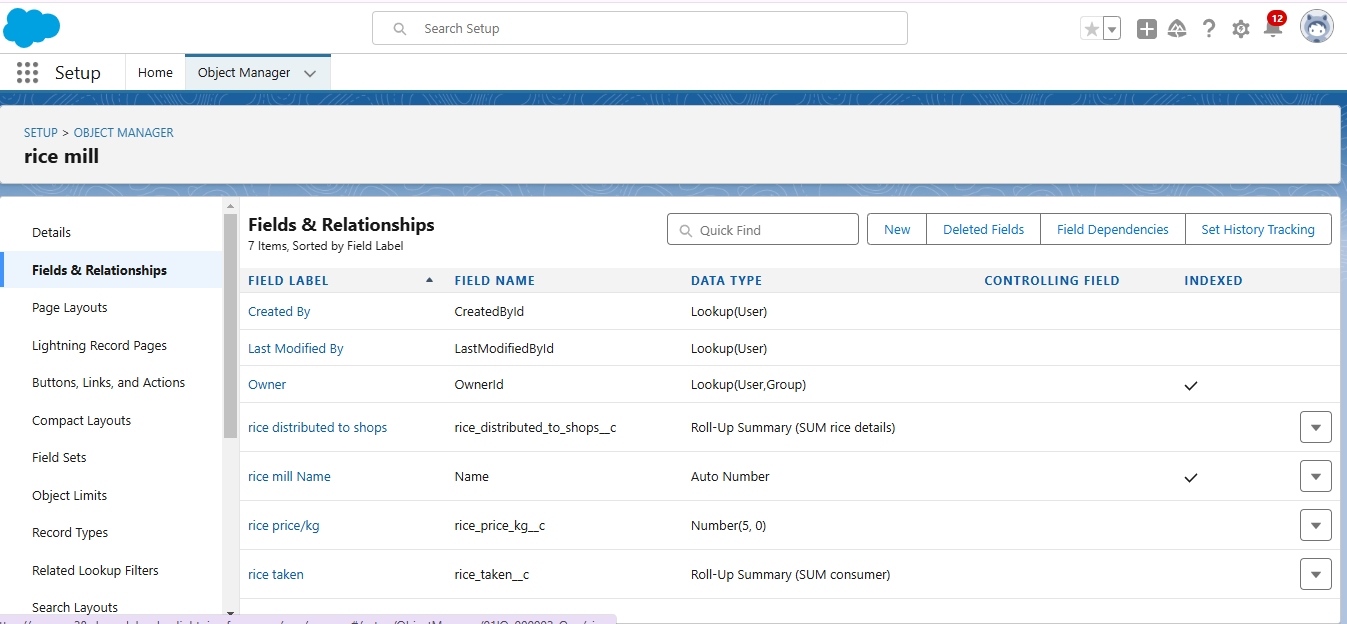 Search Setup
12
Setup
Home
Object Manager
SETUP > OBJECT MANAGER
rice mill
Details
Fields & Relationships
Page Layouts
Lightning Record Pages
Buttons, Links, and Actions
Compact Layouts
Field Sets
Object Limits
Record Types
Related Lookup Filters
Search Layouts
Fields & Relationships
7 Items, Sorted by Field Label
Quick Find
New
Deleted Fields
Field Dependencies
Set History Tracking
FIELD LABEL FIELD NAME DATA TYPE CONTROLLING FIELD INDEXED
Created By CreatedById Lookup(User)
Last Modified By LastModifiedById Lookup(User)
Owner OwnerId Lookup(User,Group)
rice distributed to shops rice_distributed_to_shops__c Roll-Up Summary (SUM rice details)
rice mill Name Name Auto Number
rice price/kg rice_price_kg__c Number(5, 0)
rice taken rice_taken__c Roll-Up Summary (SUM consumer)